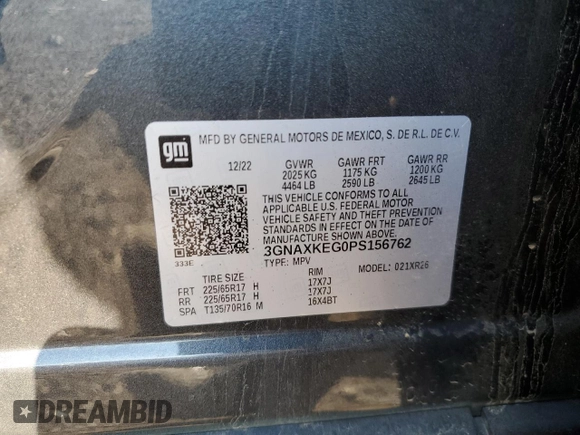 gm
MFD BY GENERAL MOTORS DE MEXICO, S. DE R.L. DE C.V.
12/22 GVWR GAWR FRT GAWR RR
2025 KG 1175 KG 1200 KG
4464 LB 2590 LB 2645 LB
THIS VEHICLE CONFORMS TO ALL
APPLICABLE U.S. FEDERAL MOTOR
VEHICLE SAFETY AND THEFT PREVENTION
STANDARDS IN EFFECT ON THE DATE OF
MANUFACTURE SHOWN ABOVE.
333E 3GNAXKEG0PS156762
TYPE: MPV MODEL: 021XR26
TIRE SIZE RIM
FRT 225/65R17 H 17X7J
RR 225/65R17 H 17X7J
SPA T135/70R16 M 16X4BT
DREAMBID